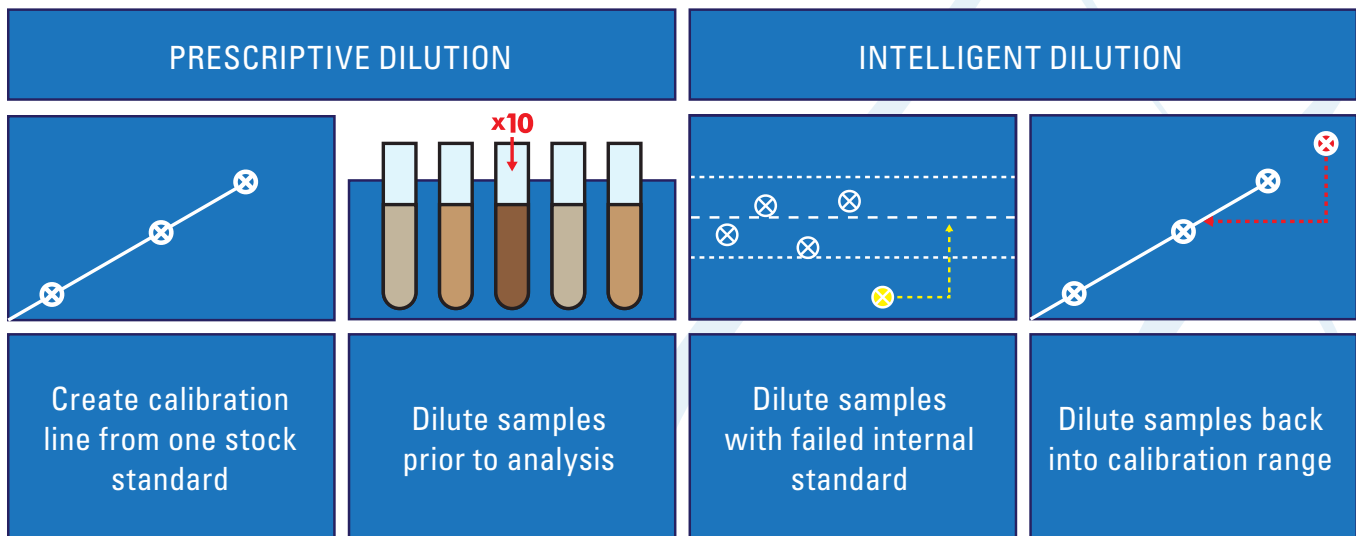 PRESCRIPTIVE DILUTION
INTELLIGENT DILUTION
x10
Create calibration
line from one stock
standard
Dilute samples
prior to analysis
Dilute samples
with failed internal
standard
Dilute samples back
into calibration range